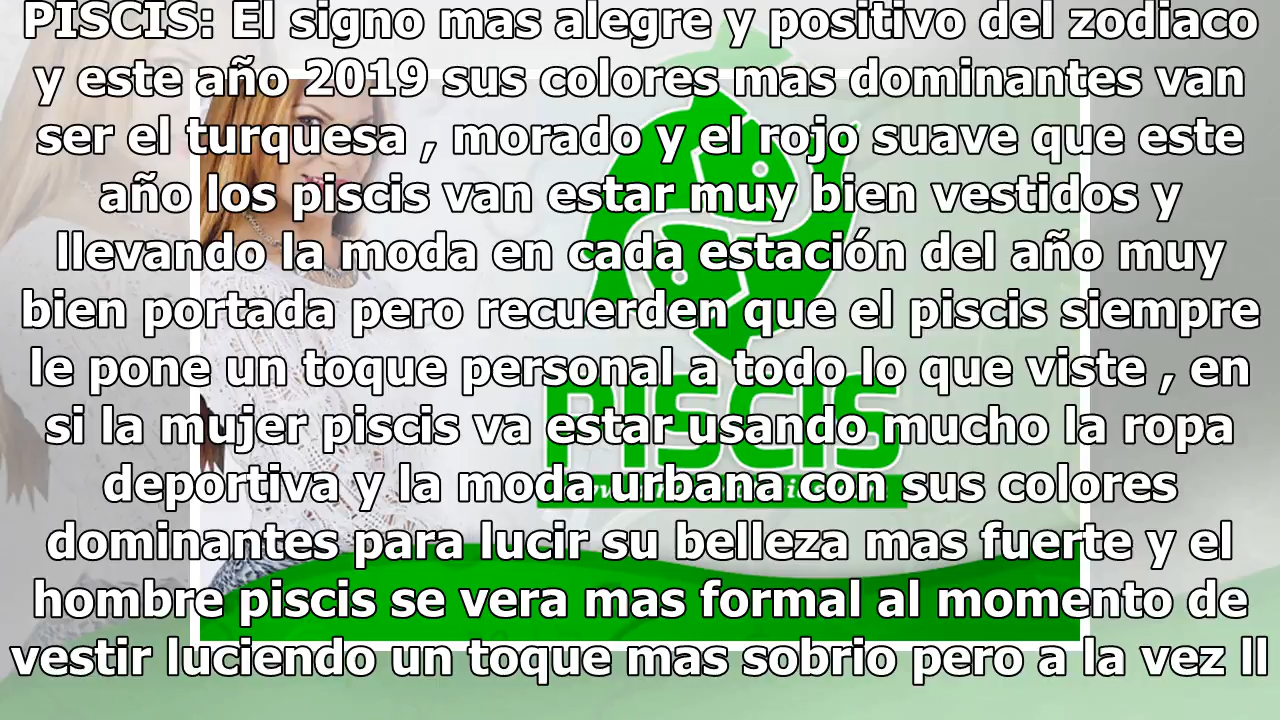 PISCIS: El signo mas alegre y positivo del zodiaco
y este año 2019 sus colores mas dominantes van
ser el turquesa , morado y el rojo suave que este
año los piscis van estar muy bien vestidos y
llevando la moda en cada estación del año muy
bien portada pero recuerden que el piscis siempre
le pone un toque personal a todo lo que viste , en
si la mujer piscis va estar usando mucho la ropa
deportiva y la moda urbana con sus colores
dominantes para lucir su belleza mas fuerte y el
hombre piscis se vera mas formal al momento de
vestir luciendo un toque mas sobrio pero a la vez ll
PISCIS